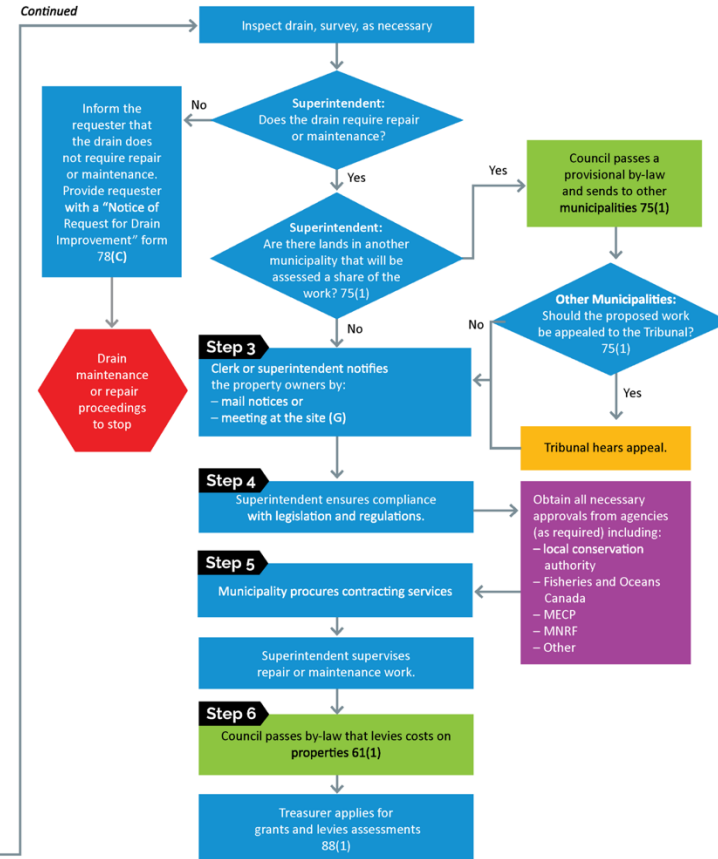 Continued
Inspect drain, survey, as necessary
Superintendent:
Does the drain require repair
or maintenance?
No
Yes
Inform the
requester that
the drain does
not require repair
or maintenance.
Provide requester
with a "Notice of
Request for Drain
Improvement" form
78(C)
Drain
maintenance
or repair
proceedings
to stop
Superintendent:
Are there lands in another
municipality that will be
assessed a share of the
work? 75(1)
Yes
No
Council passes a
provisional by-law
and sends to other
municipalities 75(1)
Other Municipalities:
Should the proposed work
be appealed to the Tribunal?
75(1)
No
Yes
Tribunal hears appeal.
Step 3
Clerk or superintendent notifies
the property owners by:
– mail notices or
– meeting at the site (G)
Step 4
Superintendent ensures compliance
with legislation and regulations.
Obtain all necessary
approvals from agencies
(as required) including:
– local conservation
authority
– Fisheries and Oceans
Canada
– MECP
– MNRF
– Other
Step 5
Municipality procures contracting services
Superintendent supervises
repair or maintenance work.
Step 6
Council passes by-law that levies costs on
properties 61(1)
Treasurer applies for
grants and levies assessments
88(1)